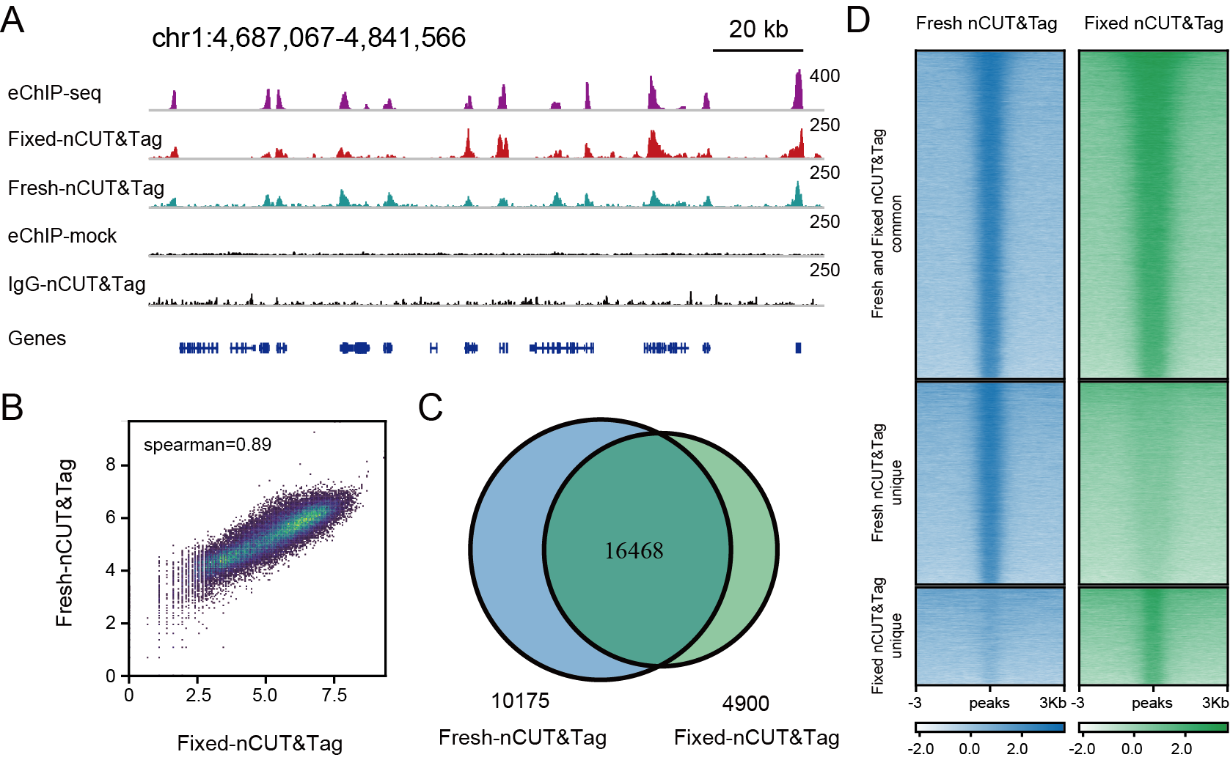 A
chr1:4,687,067-4,841,566
20 kb
eChIP-seq
400
Fixed-nCUT&Tag
250
Fresh-nCUT&Tag
250
eChIP-mock
250
IgG-nCUT&Tag
250
Genes
B
spearman=0.89
Fresh-nCUT&Tag
8
6
4
2
0
0 2.5 5.0 7.5
Fixed-nCUT&Tag
C
16468
10175 4900
Fresh-nCUT&Tag Fixed-nCUT&Tag
D
Fresh nCUT&Tag Fixed nCUT&Tag
Fresh and Fixed nCUT&Tag
common
Fresh nCUT&Tag
unique
Fixed nCUT&Tag
unique
-3 peaks 3Kb -3 peaks 3Kb
-2.0 0.0 2.0 -2.0 0.0 2.0